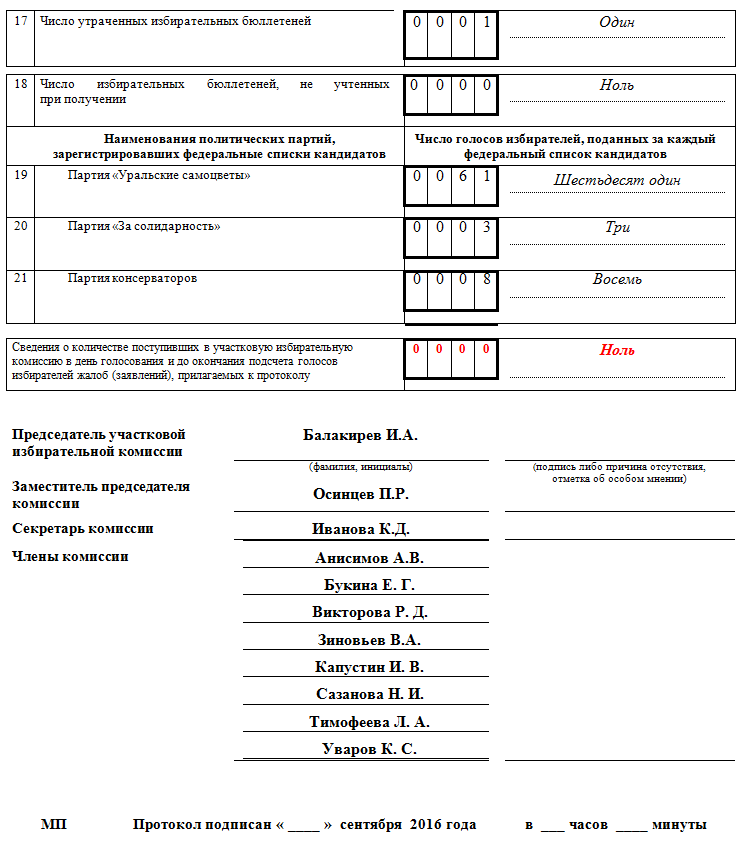 17 Число утраченных избирательных бюллетеней 0 0 0 1 Один
18 Число избирательных бюллетеней, не учтенных при получении 0 0 0 0 Ноль
Наименования политических партий, зарегистрировавших федеральные списки кандидатов
Число голосов избирателей, поданных за каждый федеральный список кандидатов
19 Партия «Уральские самоцветы» 0 0 6 1 Шестьдесят один
20 Партия «За солидарность» 0 0 0 3 Три
21 Партия консерваторов 0 0 0 8 Восемь
Сведения о количестве поступивших в участковую избирательную
комиссию в день голосования и до окончания подсчета голосов
избирателей жалоб (заявлений), прилагаемых к протоколу
0 0 0 0 Ноль
Председатель участковой избирательной комиссии
Балакирев И.А.
(фамилия, инициалы)
(подпись либо причина отсутствия,
отметка об особом мнении)
Заместитель председателя комиссии
Осинцев П.Р.
Секретарь комиссии Иванова К.Д.
Члены комиссии Анисимов А.В.
Букина Е. Г.
Викторова Р. Д.
Зиновьев В.А.
Капустин И. В.
Сазанова Н. И.
Тимофеева Л. А.
Уваров К. С.
МП Протокол подписан « ____ » сентября 2016 года в ___ часов ____ минуты